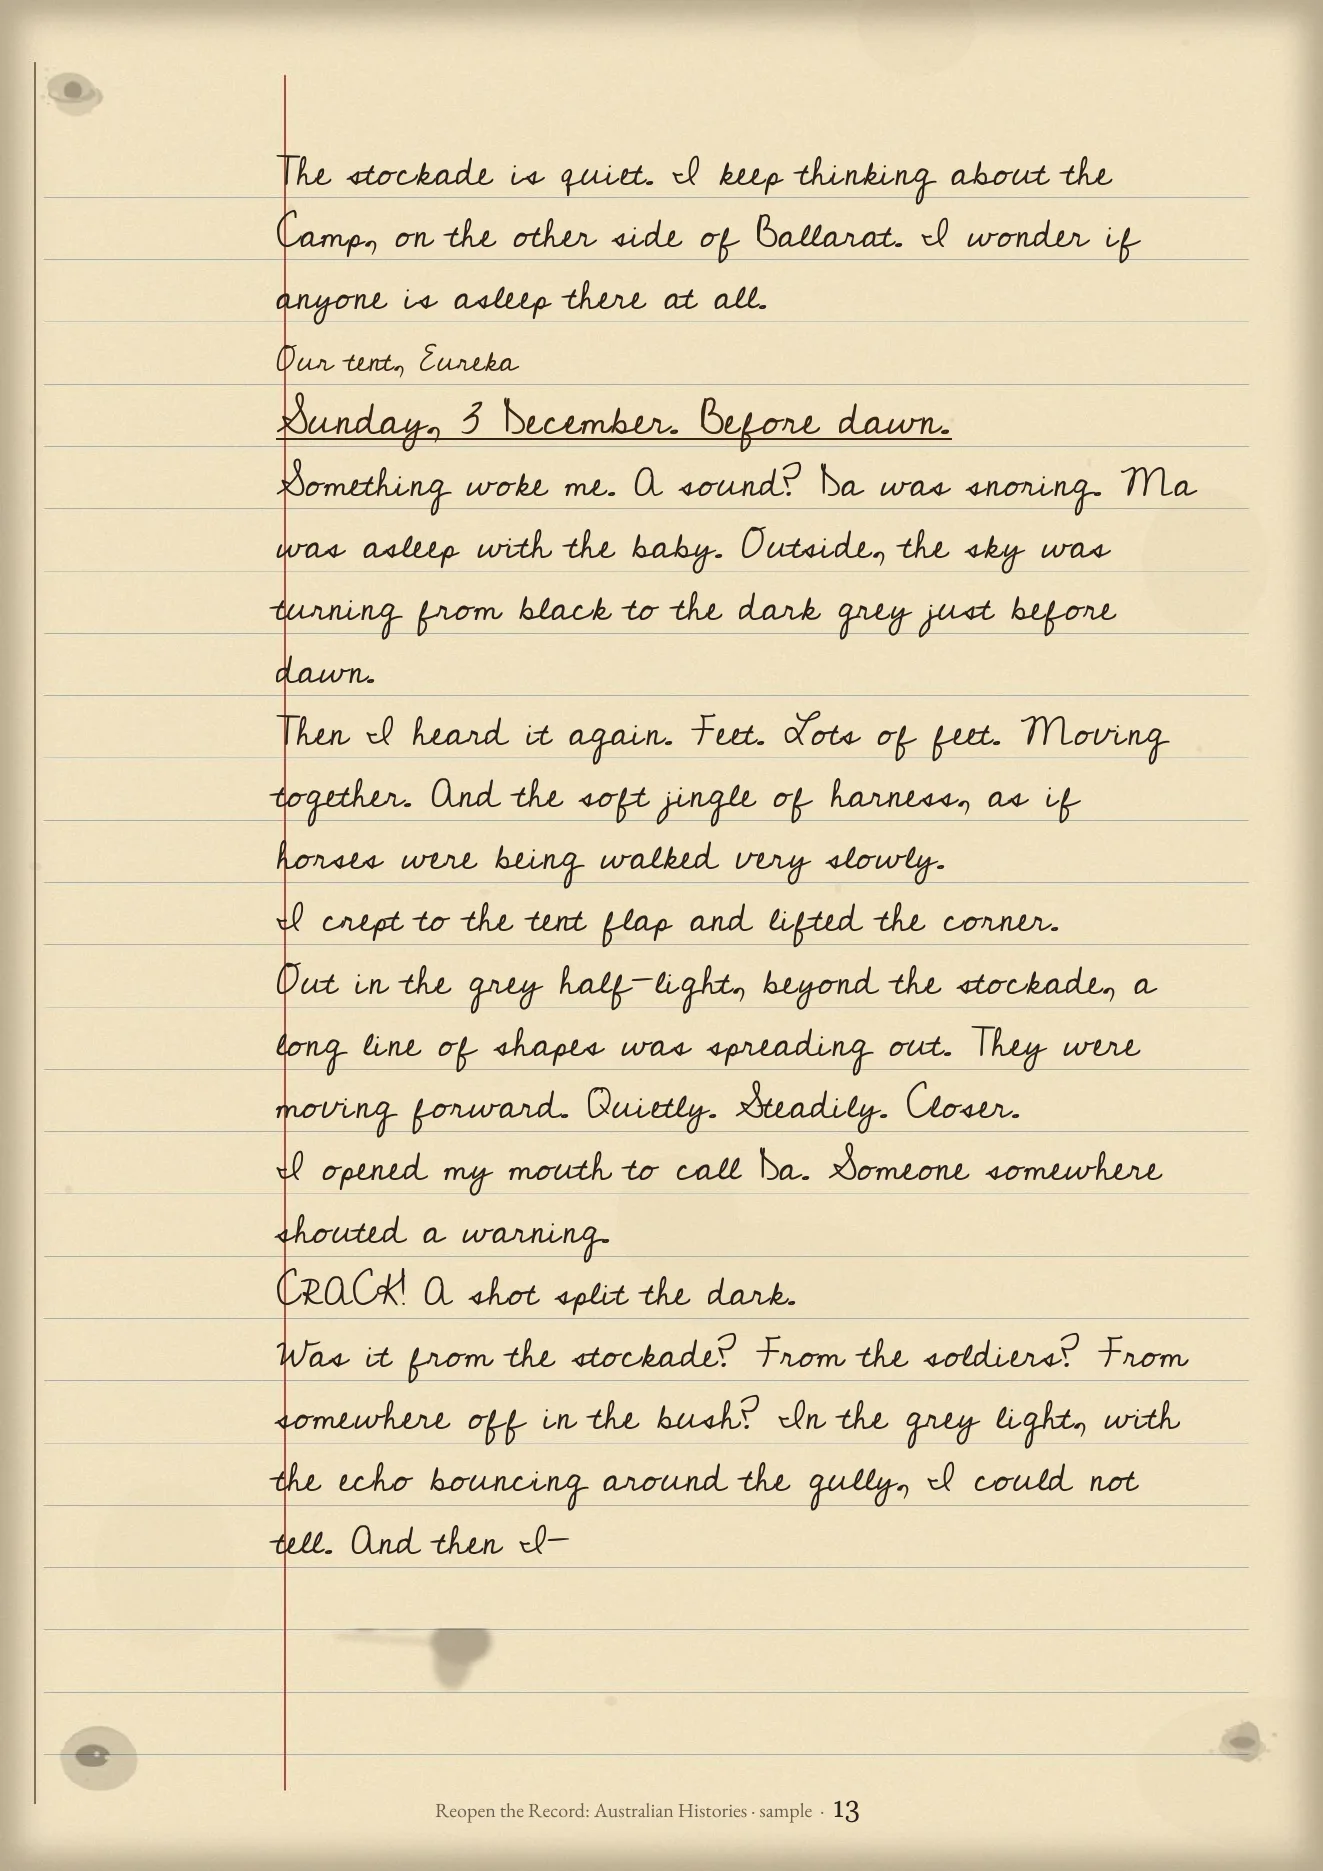 The stockade is quiet. I keep thinking about the
Camp, on the other side of Ballarat. I wonder if
anyone is asleep there at all.
Our tent, Eureka
Sunday, 3 December. Before dawn.
Something woke me. A sound? Da was snoring. Ma
was asleep with the baby. Outside, the sky was
turning from black to the dark grey just before
dawn.
Then I heard it again. Feet. Lots of feet. Moving
together. And the soft jingle of harness, as if
horses were being walked very slowly.
I crept to the tent flap and lifted the corner.
Out in the grey half-light, beyond the stockade, a
long line of shapes was spreading out. They were
moving forward. Quietly. Steadily. Closer.
I opened my mouth to call Da. Someone somewhere
shouted a warning.
CRACK! A shot split the dark.
Was it from the stockade? From the soldiers? From
somewhere off in the bush? In the grey light, with
the echo bouncing around the gully, I could not
tell. And then I—
Reopen the Record: Australian Histories · sample · 13